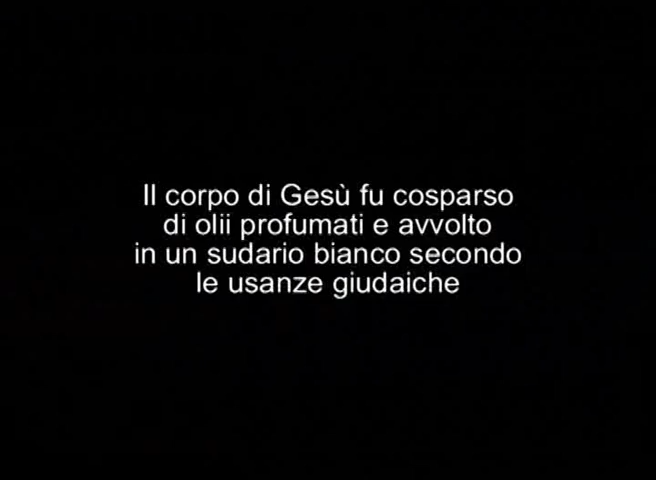 Il corpo di Gesù fu cosparso
di olii profumati e avvolto
in un sudario bianco secondo
le usanze giudaiche